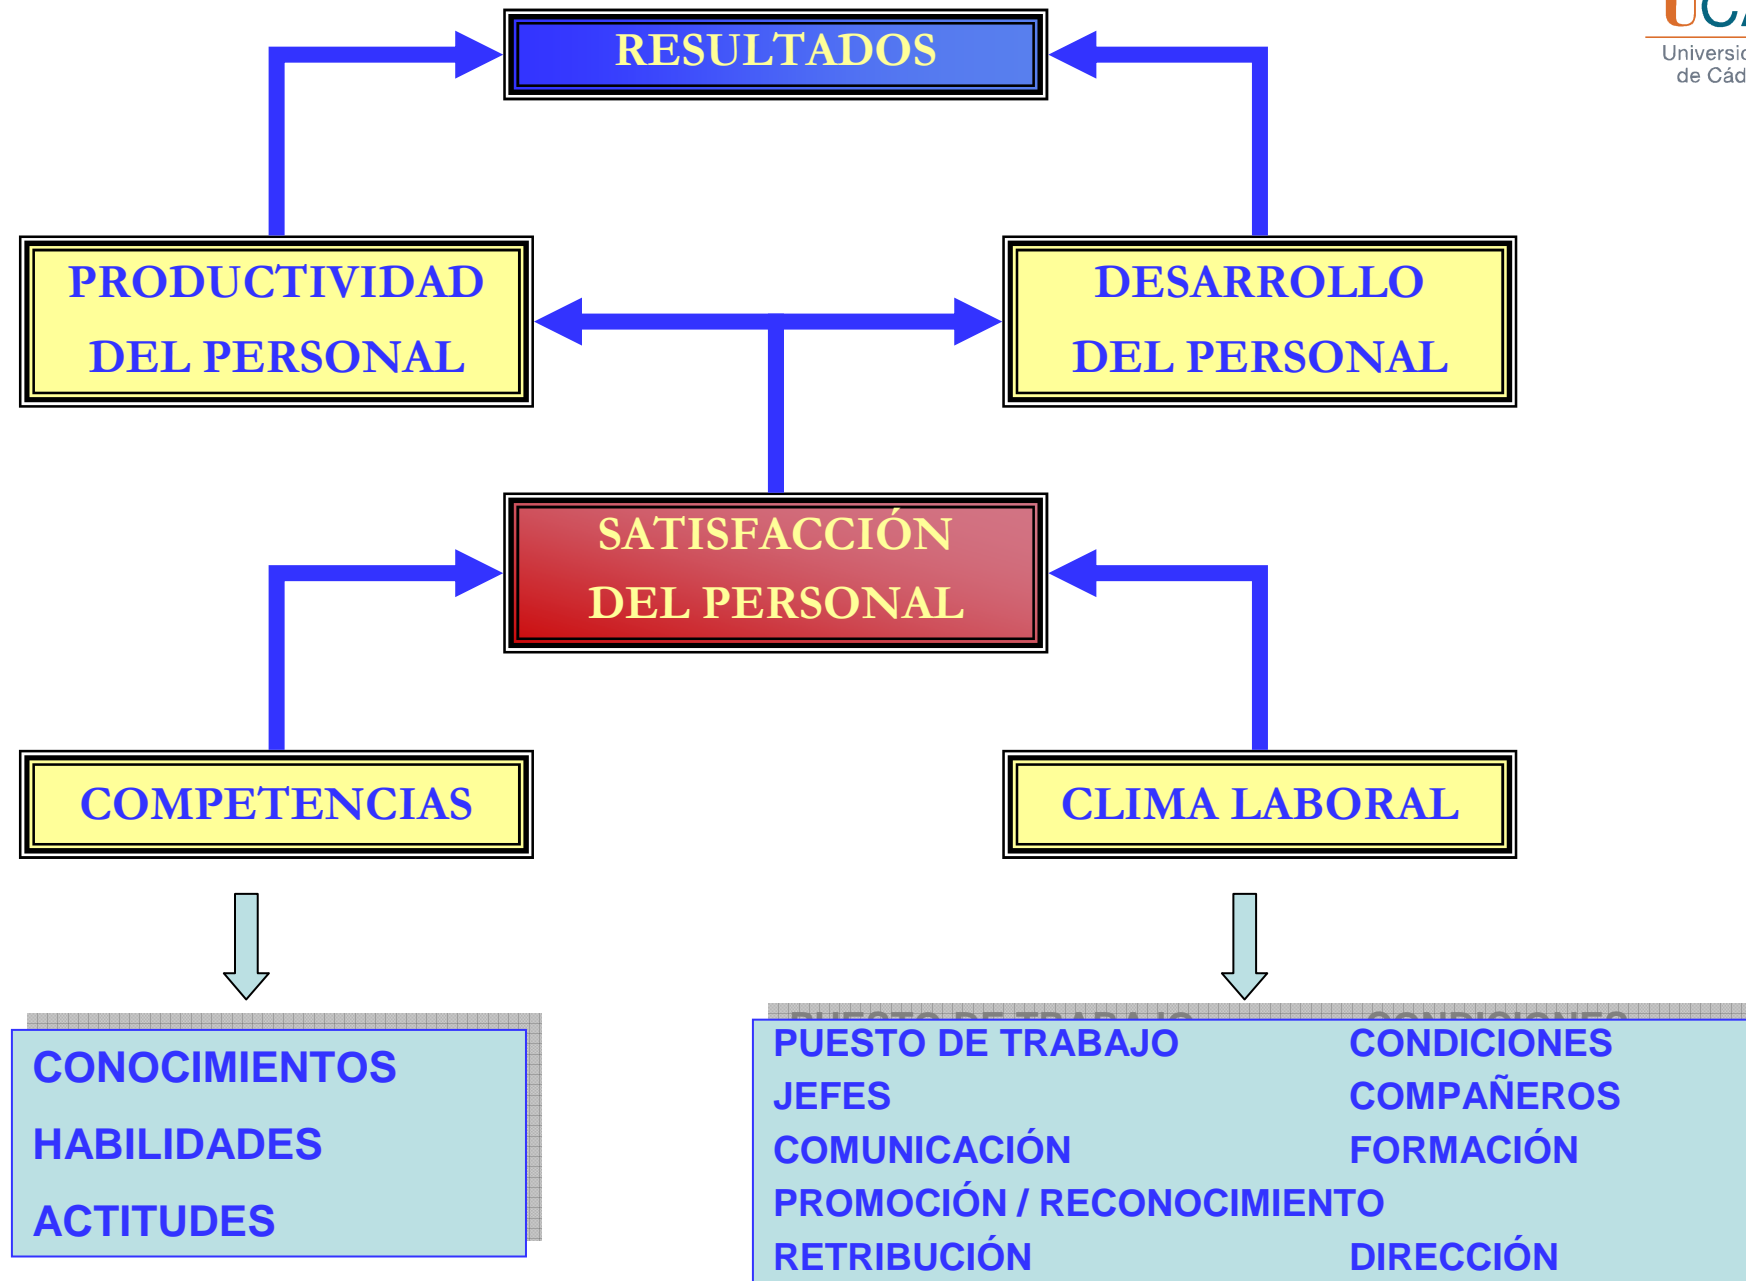 RESULTADOS
PRODUCTIVIDAD
DEL PERSONAL
DESARROLLO
DEL PERSONAL
SATISFACCIÓN
DEL PERSONAL
COMPETENCIAS
CLIMA LABORAL
CONOCIMIENTOS
HABILIDADES
ACTITUDES
PUESTO DE TRABAJO CONDICIONES
JEFES COMPAÑEROS
COMUNICACIÓN FORMACIÓN
PROMOCIÓN / RECONOCIMIENTO
RETRIBUCIÓN DIRECCIÓN